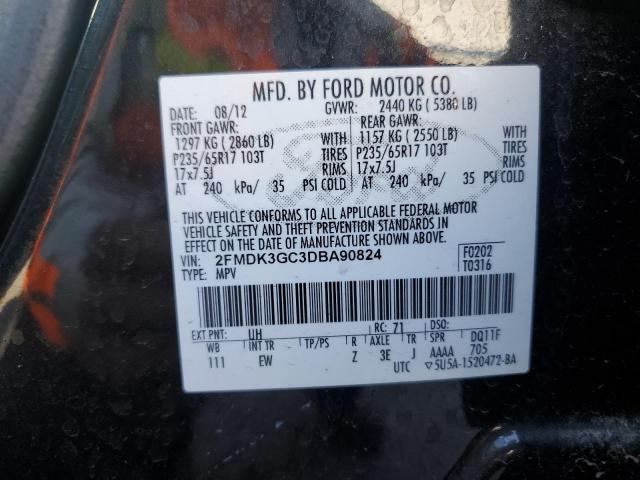 MFD. BY FORD MOTOR CO.
DATE: 08/12 GVWR: 2440 KG ( 5380 LB)
FRONT GAWR: REAR GAWR:
1297 KG ( 2860 LB) WITH 1157 KG ( 2550 LB) WITH
P235/65R17 103T TIRES P235/65R17 103T TIRES
17x7.5J RIMS 17x7.5J RIMS
AT 240 kPa/ 35 PSI COLD AT 240 kPa/ 35 PSI COLD
THIS VEHICLE CONFORMS TO ALL APPLICABLE FEDERAL MOTOR
VEHICLE SAFETY, BUMPER, AND THEFT PREVENTION STANDARDS IN
EFFECT ON THE DATE OF MANUFACTURE SHOWN ABOVE.
VIN: 2FMDK3GC3DBA90824 F0202
TYPE: MPV T0316
EXT PNT: UH RC: 71 DSO:
WB INT TR TP/PS R AXLE TR SPR DQ11F
111 EW Z 3E J AAAA 705
UTC ▽5U5A-1520472-BA